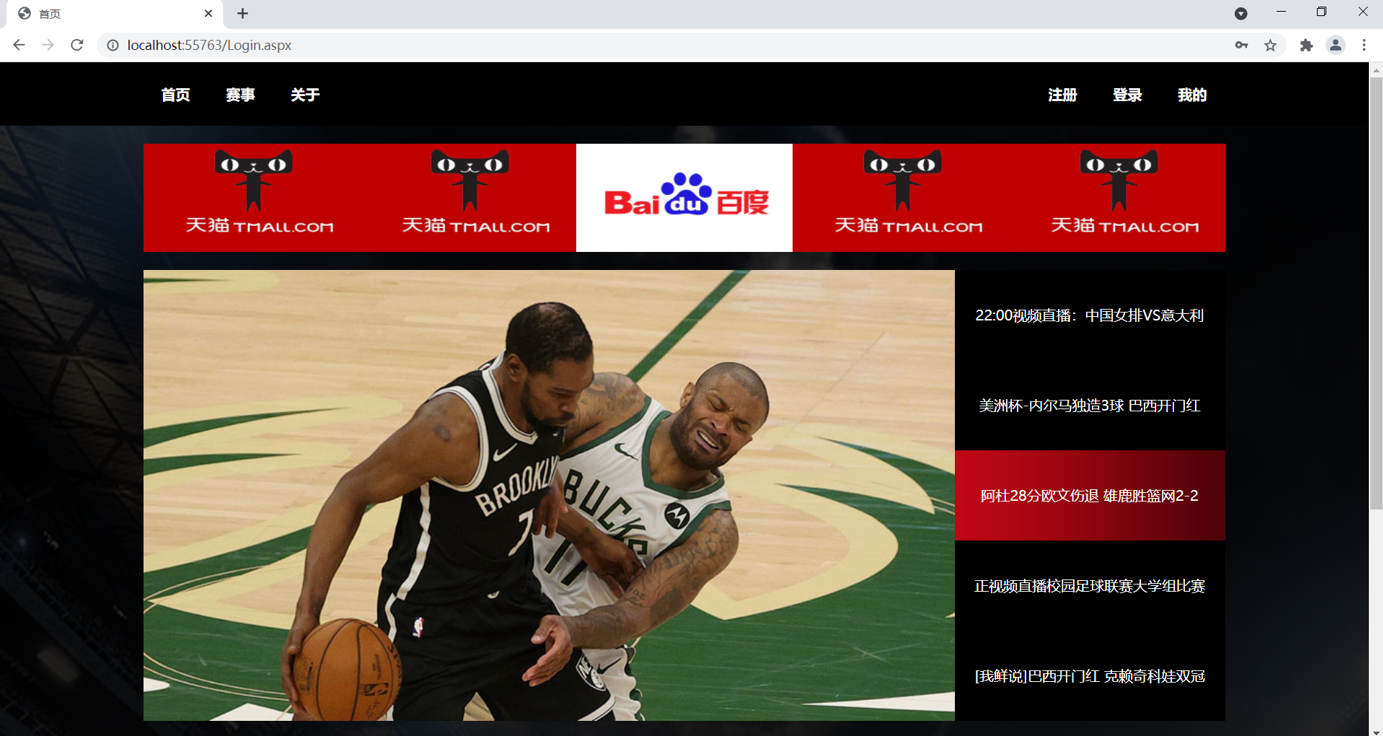 首页
localhost:55763/Login.aspx
首页 赛事 关于 注册 登录 我的
天猫 TMALL.COM 天猫 TMALL.COM Bai du 百度 天猫 TMALL.COM 天猫 TMALL.COM
22:00视频直播：中国女排VS意大利
美洲杯-内尔马独造3球 巴西开门红
阿杜28分欧文伤退 雄鹿胜篮网2-2
正视频直播校园足球联赛大学组比赛
[我鲜说]巴西开门红 克赖奇科娃双冠
BROOKLYN
7
BUCKS
17